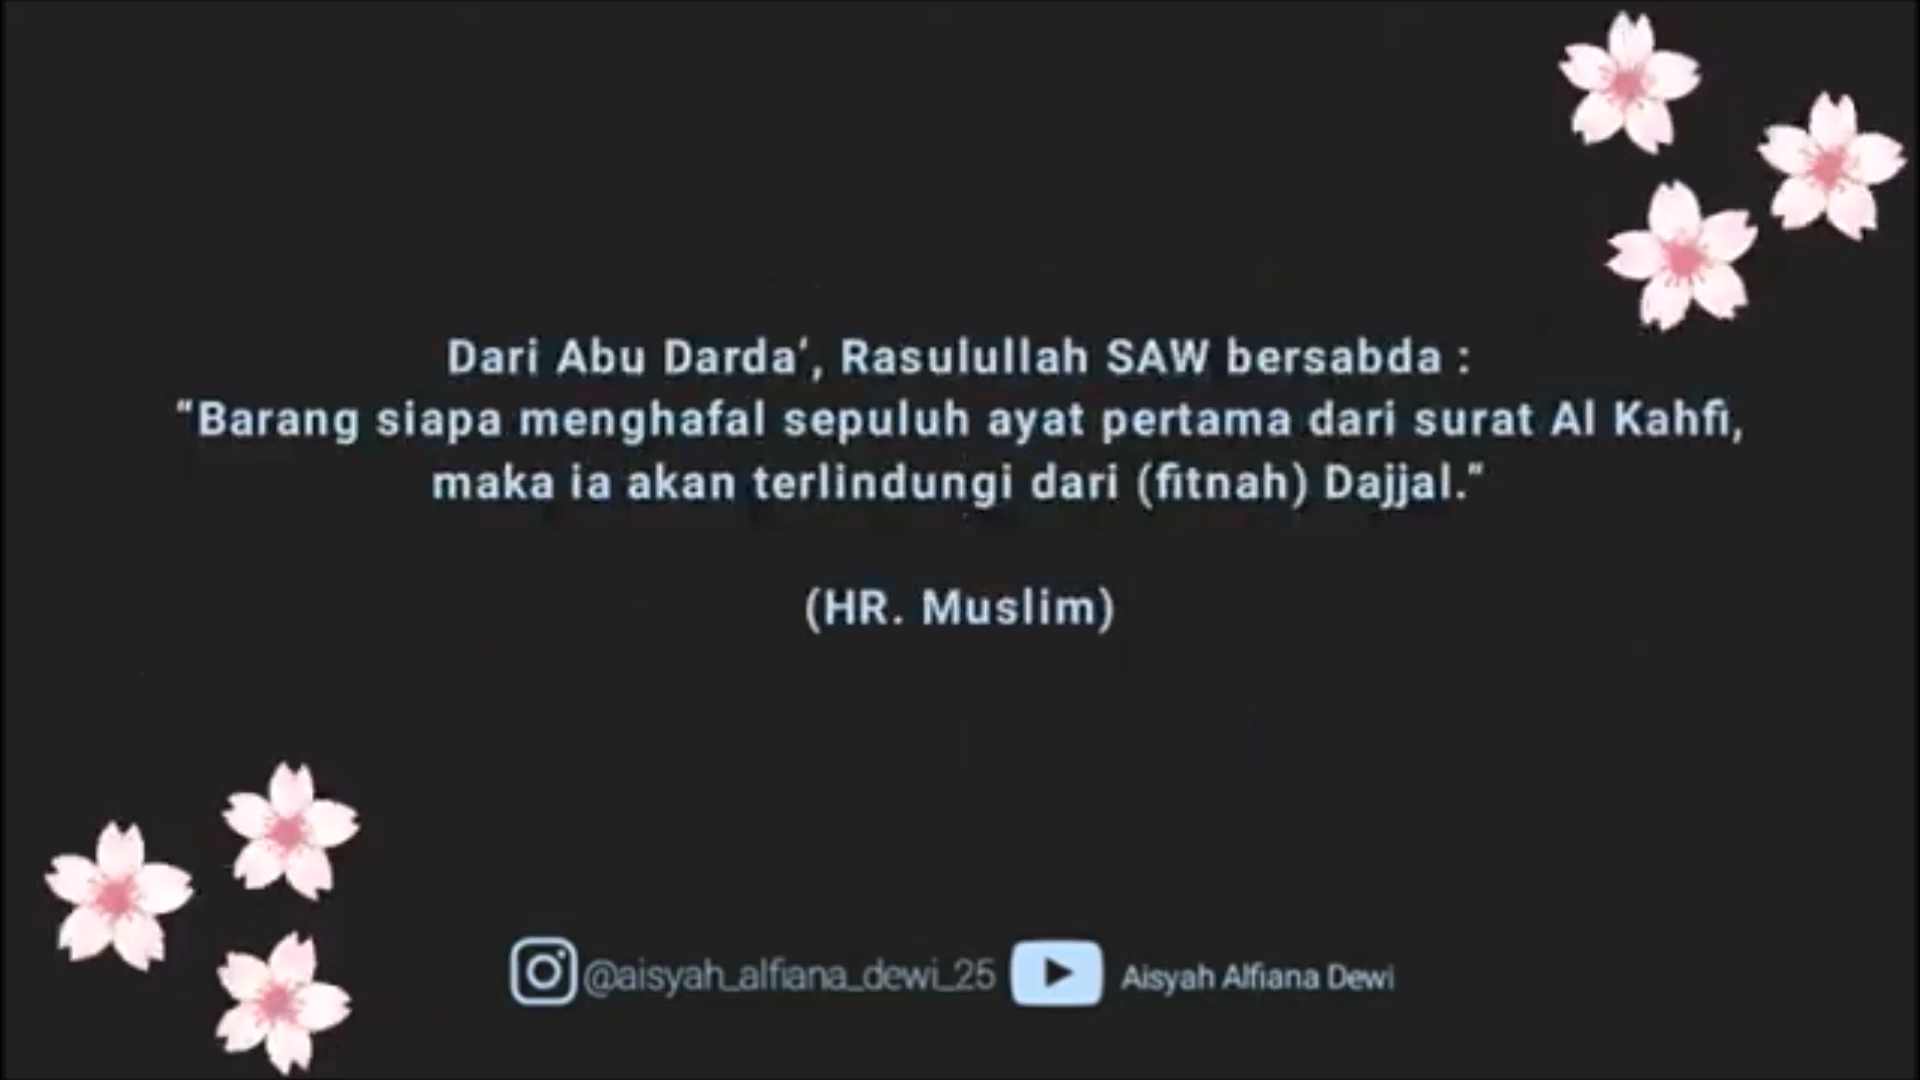 Dari Abu Darda‘, Rasulullah SAW bersabda :
“Barang siapa menghafal sepuluh ayat pertama dari surat Al Kahfi,
maka ia akan terlindungi dari (fitnah) Dajjal.”
(HR. Muslim)
@aisyah_alfiana_dewi_25 Aisyah Alfiana Dewi